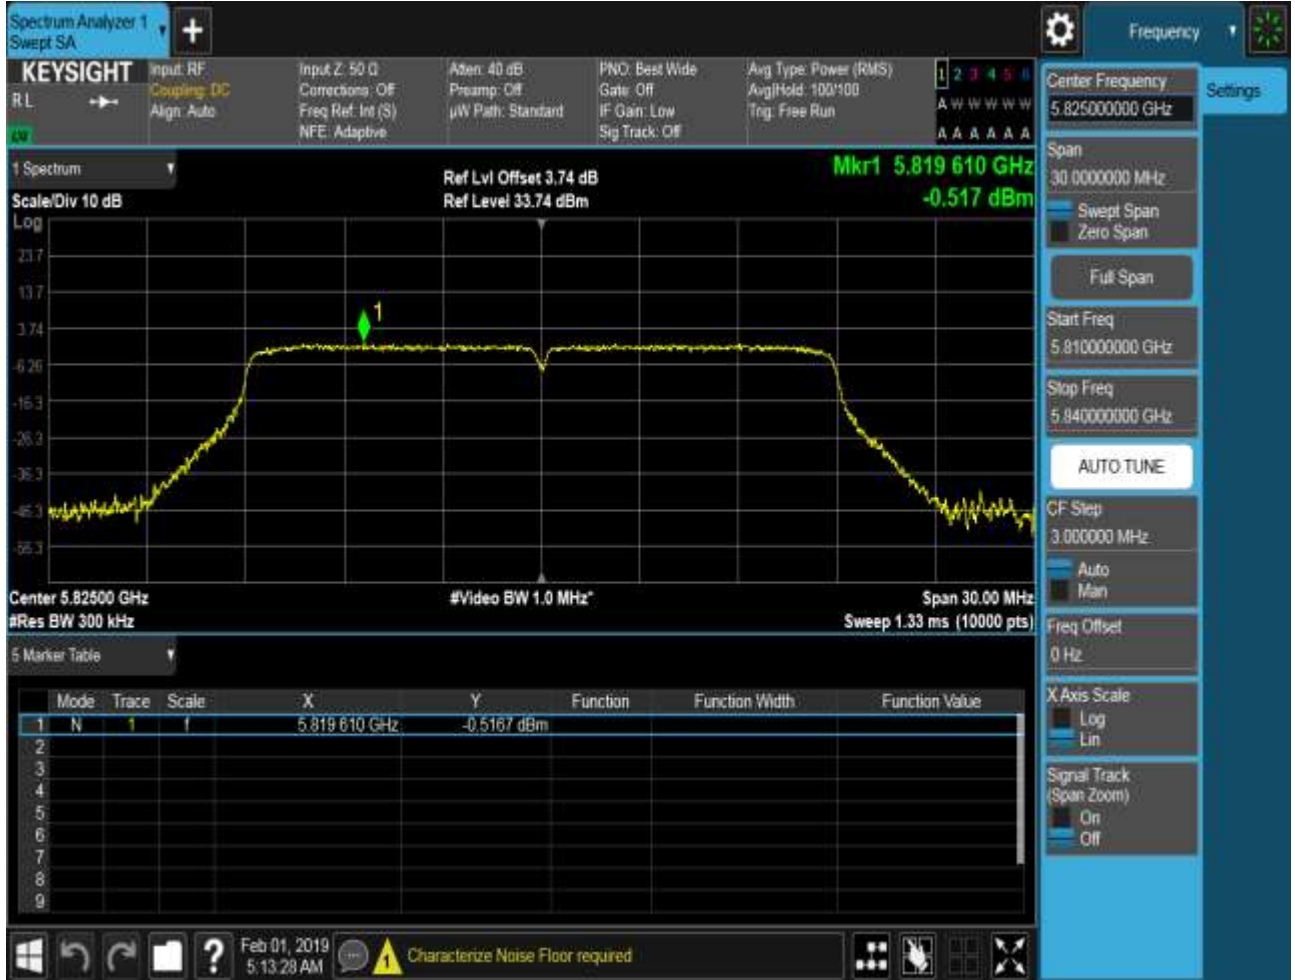 Spectrum Analyzer 1
Swept SA
Frequency
KEYSIGHT
R L
Input: RF
Coupling: DC
Align: Auto
Input Z: 50 Ω
Corrections: Off
Freq Ref: Int (S)
NFE: Adaptive
Atten: 40 dB
Preamp: Off
µW Path: Standard
PNO: Best Wide
Gate: Off
IF Gain: Low
Sig Track: Off
Avg Type: Power (RMS)
Avg|Hold: 100/100
Trig: Free Run
1 2 3 4 5 6
A W W W W W
A A A A A A
1 Spectrum
Scale/Div 10 dB
Ref Lvl Offset 3.74 dB
Ref Level 33.74 dBm
Mkr1 5.819 610 GHz
-0.517 dBm
Log
23.7
13.7
3.74
-6.26
-16.3
-26.3
-36.3
-46.3
-56.3
1
Center 5.82500 GHz
#Res BW 300 kHz
#Video BW 1.0 MHz*
Span 30.00 MHz
Sweep 1.33 ms (10000 pts)
5 Marker Table
Mode Trace Scale X Y Function Function Width Function Value
1 N 1 f 5.819 610 GHz -0.5167 dBm
2
3
4
5
6
7
8
9
Feb 01, 2019
5:13:28 AM
1
Characterize Noise Floor required
Settings
Center Frequency
5.825000000 GHz
Span
30.0000000 MHz
Swept Span
Zero Span
Full Span
Start Freq
5.810000000 GHz
Stop Freq
5.840000000 GHz
AUTO TUNE
CF Step
3.000000 MHz
Auto
Man
Freq Offset
0 Hz
X Axis Scale
Log
Lin
Signal Track
(Span Zoom)
On
Off